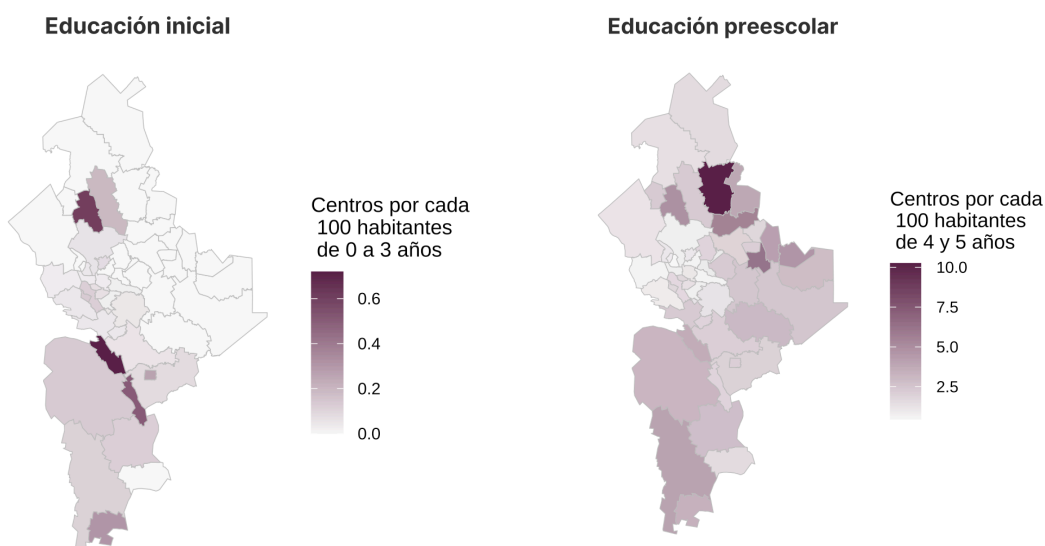 Educación inicial
Educación preescolar
Centros por cada
100 habitantes
de 0 a 3 años
0.6
0.4
0.2
0.0
Centros por cada
100 habitantes
de 4 y 5 años
10.0
7.5
5.0
2.5